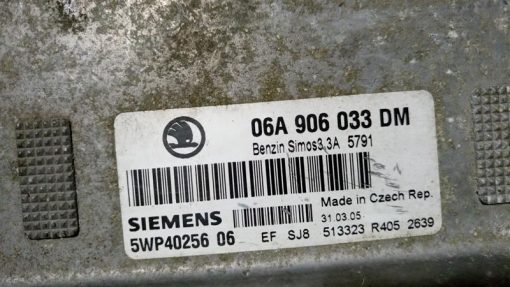 06A 906 033 DM
Benzin Simos3.3A 5791
SIEMENS
Made in Czech Rep.
31.03.05
5WP40256 06 EF SJ8 513323 R405 2639